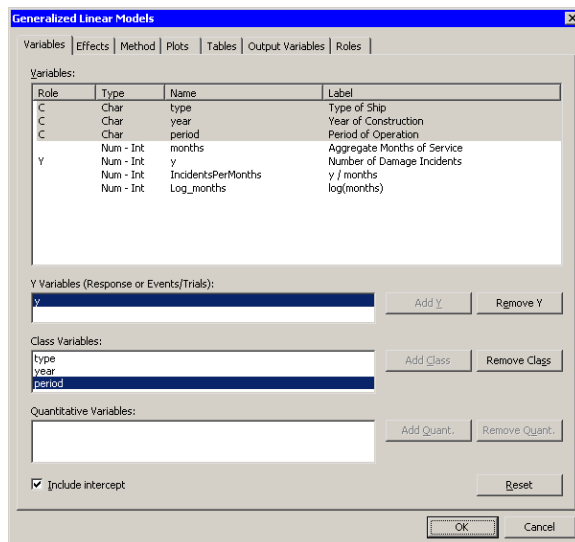 Generalized Linear Models
Variables Effects Method Plots Tables Output Variables Roles
Variables:
Role Type Name Label
C Char type Type of Ship
C Char year Year of Construction
C Char period Period of Operation
Num - Int months Aggregate Months of Service
Y Num - Int y Number of Damage Incidents
Num - Int IncidentsPerMonths y / months
Num - Int Log_months log(months)
Y Variables (Response or Events/Trials):
y
Add Y Remove Y
Class Variables:
type
year
period
Add Class Remove Class
Quantitative Variables:
Add Quant. Remove Quant.
Include intercept
Reset
OK Cancel